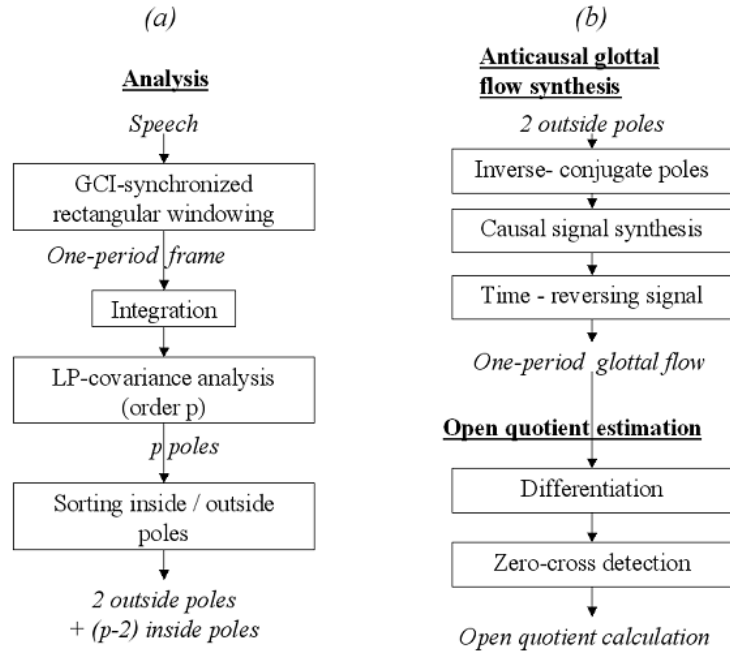 (a)
Analysis
Speech
GCI-synchronized
rectangular windowing
One-period frame
Integration
LP-covariance analysis
(order p)
p poles
Sorting inside / outside
poles
2 outside poles
+ (p-2) inside poles
(b)
Anticausal glottal
flow synthesis
2 outside poles
Inverse- conjugate poles
Causal signal synthesis
Time - reversing signal
One-period glottal flow
Open quotient estimation
Differentiation
Zero-cross detection
Open quotient calculation